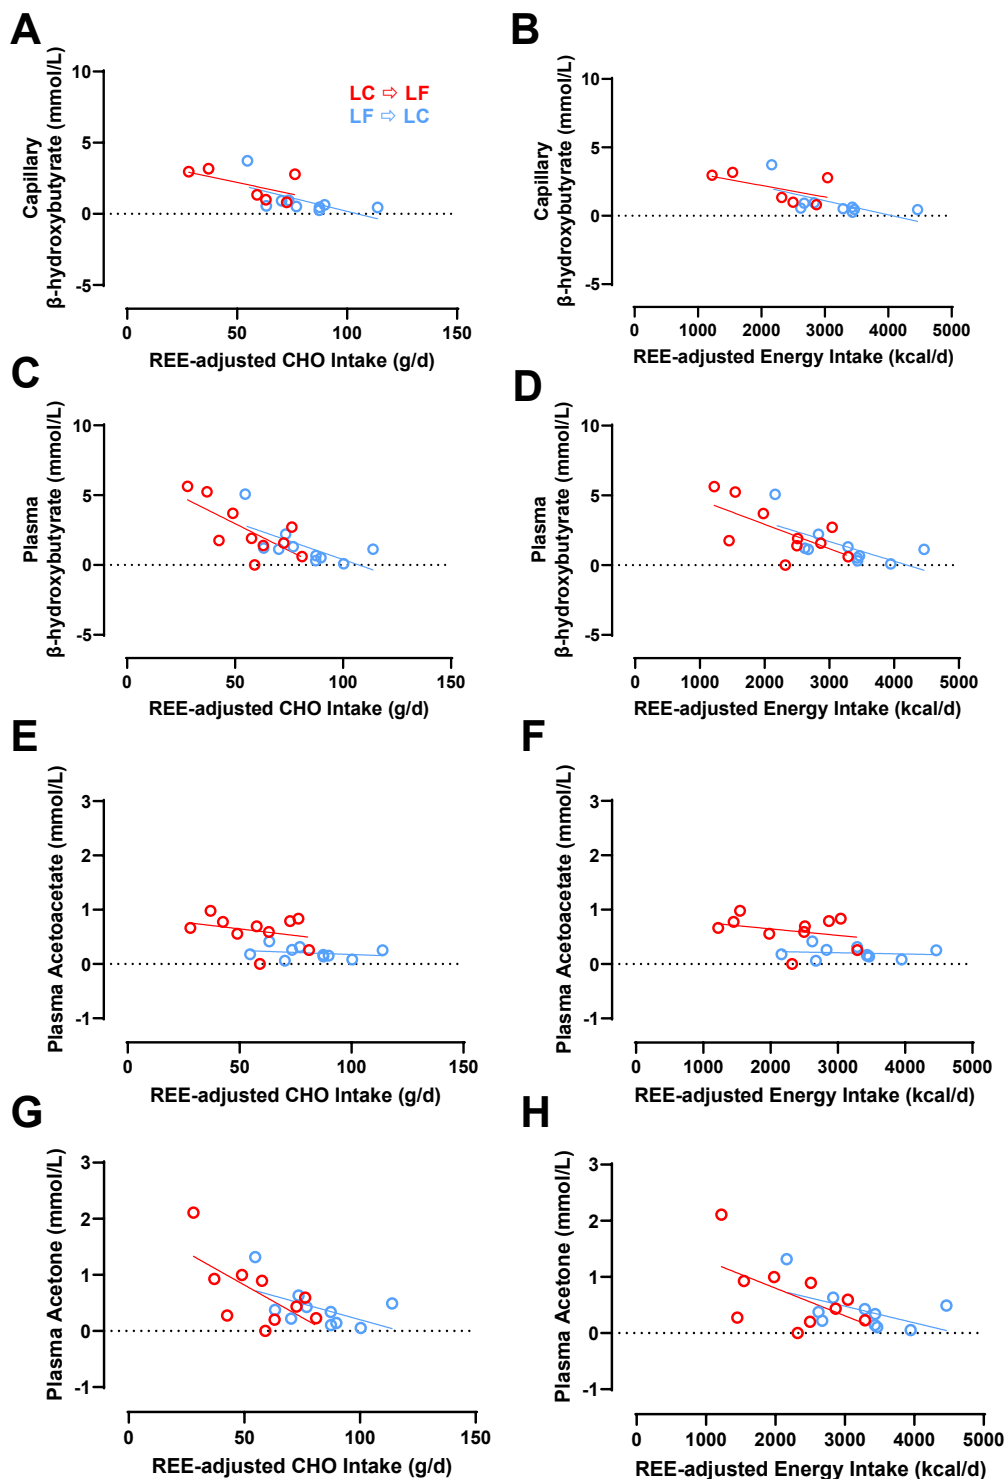 A
Capillary
β-hydroxybutyrate (mmol/L)
10
5
0
-5
LC ⇨ LF
LF ⇨ LC
0 50 100 150
REE-adjusted CHO Intake (g/d)
B
Capillary
β-hydroxybutyrate (mmol/L)
10
5
0
-5
0 1000 2000 3000 4000 5000
REE-adjusted Energy Intake (kcal/d)
C
Plasma
β-hydroxybutyrate (mmol/L)
10
5
0
-5
0 50 100 150
REE-adjusted CHO Intake (g/d)
D
Plasma
β-hydroxybutyrate (mmol/L)
10
5
0
-5
0 1000 2000 3000 4000 5000
REE-adjusted Energy Intake (kcal/d)
E
Plasma Acetoacetate (mmol/L)
3
2
1
0
-1
0 50 100 150
REE-adjusted CHO Intake (g/d)
F
Plasma Acetoacetate (mmol/L)
3
2
1
0
-1
0 1000 2000 3000 4000 5000
REE-adjusted Energy Intake (kcal/d)
G
Plasma Acetone (mmol/L)
3
2
1
0
-1
0 50 100 150
REE-adjusted CHO Intake (g/d)
H
Plasma Acetone (mmol/L)
3
2
1
0
-1
0 1000 2000 3000 4000 5000
REE-adjusted Energy Intake (kcal/d)